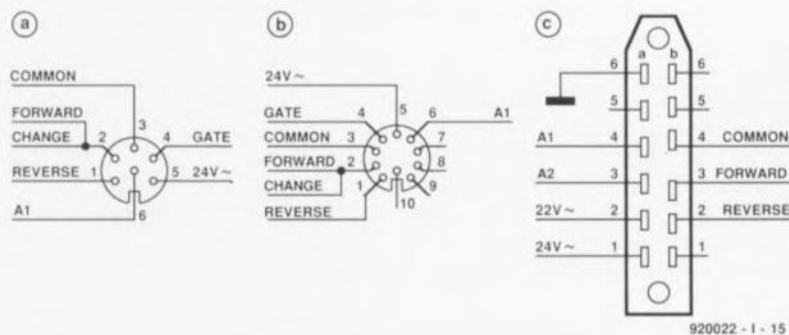 a
COMMON
FORWARD
CHANGE
REVERSE
A1
3
2
4
GATE
1
5
24V~
6
b
24V~
GATE
COMMON
FORWARD
CHANGE
REVERSE
4
5
6
A1
3
7
2
8
1
10
9
c
a b
6 6
5 5
A1 4 4 COMMON
A2 3 3 FORWARD
22V~ 2 2 REVERSE
24V~ 1 1
920022 - I - 15